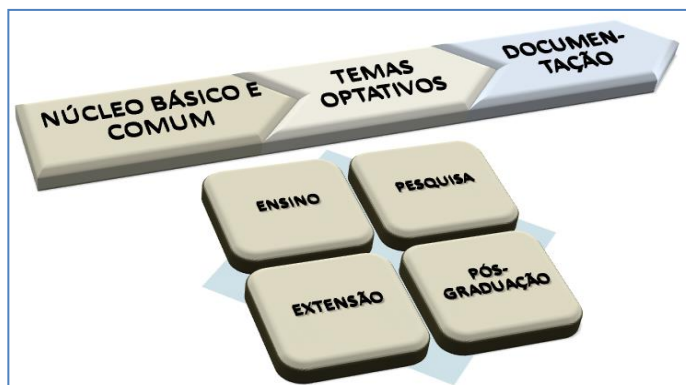 NÚCLEO BÁSICO E
COMUM
TEMAS
OPTATIVOS
DOCUMEN-
TAÇÃO
ENSINO
PESQUISA
EXTENSÃO
PÓS-
GRADUAÇÃO